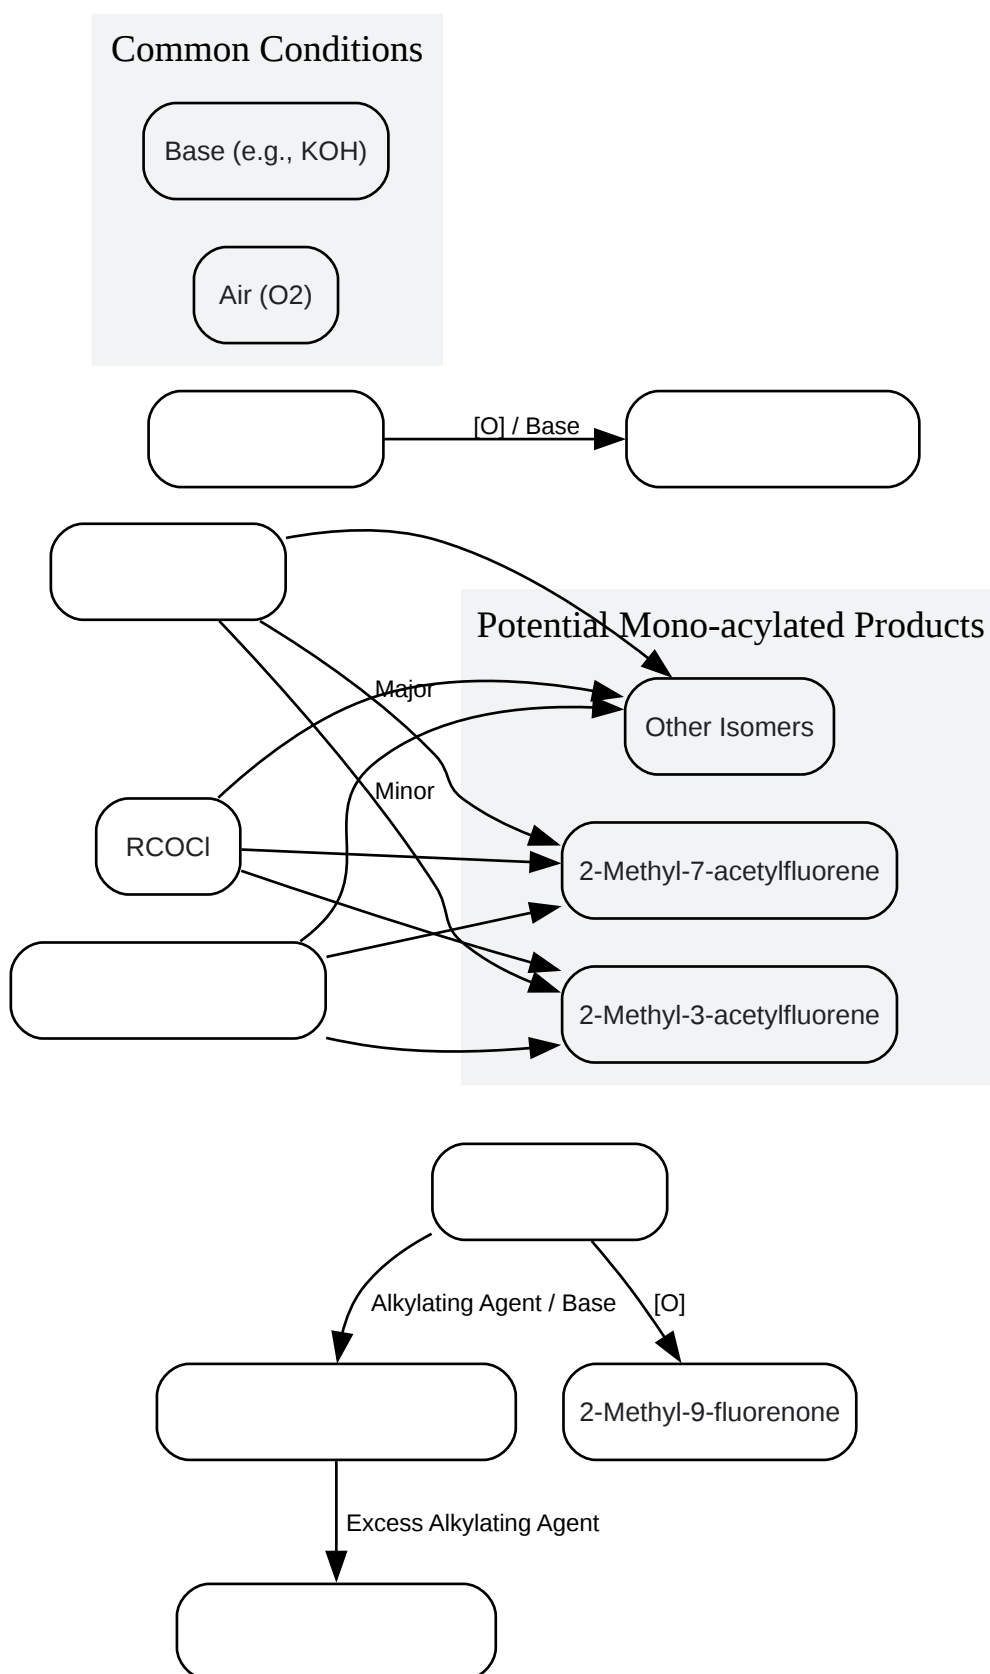 Common Conditions
Base (e.g., KOH)
Air (O2)
[O] / Base
Potential Mono-acylated Products
Major
Other Isomers
Minor
RCOCl
2-Methyl-7-acetylfluorene
2-Methyl-3-acetylfluorene
Alkylating Agent / Base
[O]
2-Methyl-9-fluorenone
Excess Alkylating Agent